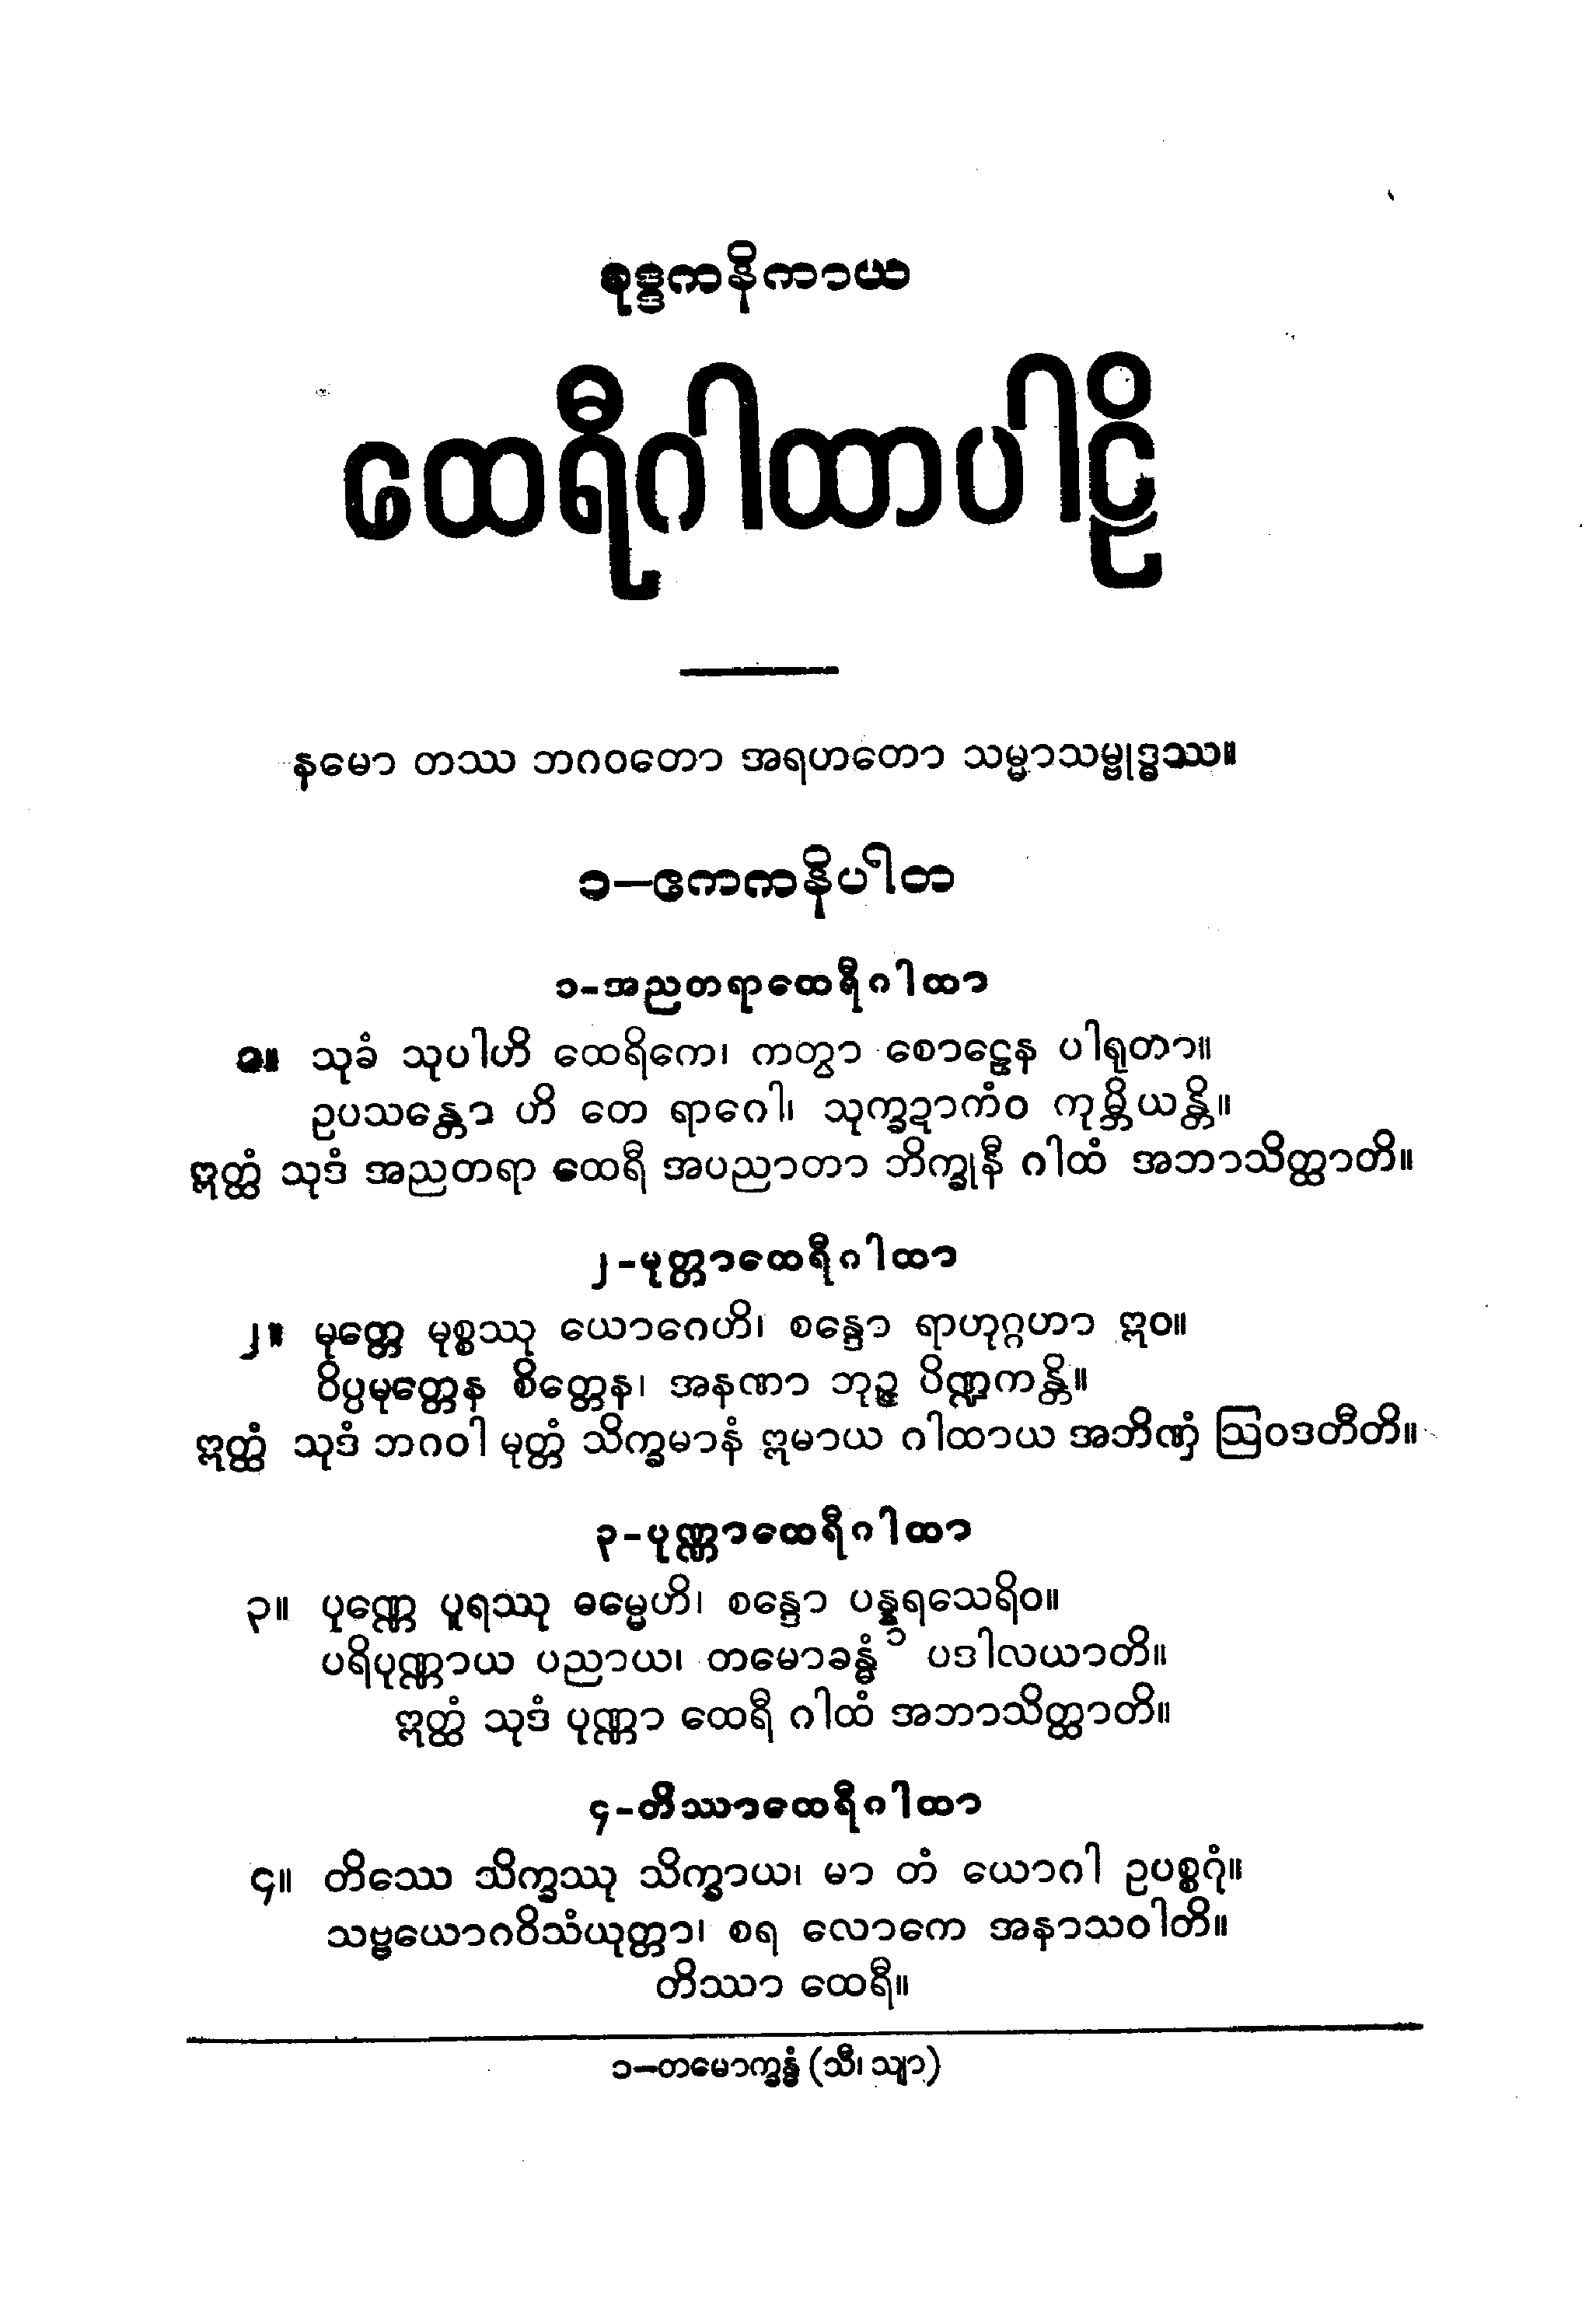 ခုဒ္ဒကနိကာယ
ထေရီဂါထာပါဠိ
နမော တဿ ဘဂဝတော အရဟတော သမ္မာသမ္ဗုဒ္ဓဿ။
၁—ဧကကနိပါတ
၁-အညတရာထေရီဂါထာ
၁။ သုခံ သုပါဟိ ထေရိကေ၊ ကတွာ စောဠေန ပါရုတာ။
ဥပသန္တော ဟိ တေ ရာဂေါ၊ သုက္ခဍာကံဝ ကုမ္ဘိယန္တိ။
ဣတ္ထံ သုဒံ အညတရာ ထေရီ အပညာတာ ဘိက္ခုနီ ဂါထံ အဘာသိတ္ထာတိ။
၂-မုတ္တာထေရီဂါထာ
၂။ မုတ္တေ မုစ္စဿု ယောဂေဟိ၊ စန္ဒော ရာဟုဂ္ဂဟာ ဣဝ။
ဝိပ္ပမုတ္တေန စိတ္တေန၊ အနဏာ ဘုဉ္ဇ ပိဏ္ဍကန္တိ။
ဣတ္ထံ သုဒံ ဘဂဝါ မုတ္တံ သိက္ခမာနံ ဣမာယ ဂါထာယ အဘိဏှံ ဩဝဒတီတိ။
၃-ပုဏ္ဏာထေရီဂါထာ
၃။ ပုဏ္ဏေ ပူရဿု ဓမ္မေဟိ၊ စန္ဒော ပန္နရသေရိဝ။
ပရိပုဏ္ဏာယ ပညာယ၊ တမောခန္ဓံ ၁ ပဒါလယာတိ။
ဣတ္ထံ သုဒံ ပုဏ္ဏာ ထေရီ ဂါထံ အဘာသိတ္ထာတိ။
၄-တိဿာထေရီဂါထာ
၄။ တိဿေ သိက္ခဿု သိက္ခာယ၊ မာ တံ ယောဂါ ဥပစ္စဂုံ။
သဗ္ဗယောဂဝိသံယုတ္တာ၊ စရ လောကေ အနာသဝါတိ။
တိဿာ ထေရီ။
၁—တမောက္ခန္ဓံ (သီ၊ သျာ)